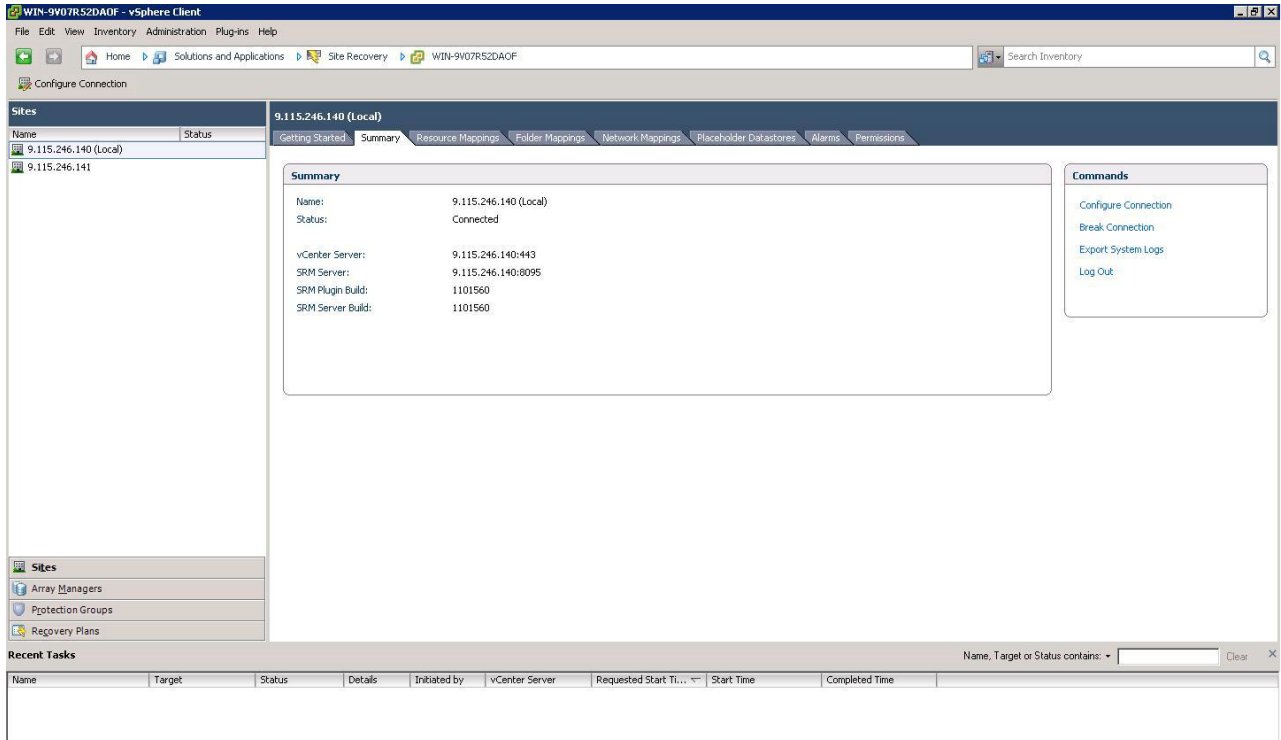 WIN-9V07R52DAOF - vSphere Client
File Edit View Inventory Administration Plug-ins Help
Home Solutions and Applications Site Recovery WIN-9V07R52DAOF Search Inventory
Configure Connection
Sites
Name Status
9.115.246.140 (Local)
9.115.246.141
Sites
Array Managers
Protection Groups
Recovery Plans
9.115.246.140 (Local)
Getting Started Summary Resource Mappings Folder Mappings Network Mappings Placeholder Datastores Alarms Permissions
Summary
Name: 9.115.246.140 (Local)
Status: Connected
vCenter Server: 9.115.246.140:443
SRM Server: 9.115.246.140:8095
SRM Plugin Build: 1101560
SRM Server Build: 1101560
Commands
Configure Connection
Break Connection
Export System Logs
Log Out
Recent Tasks
Name, Target or Status contains: Clear
Name Target Status Details Initiated by vCenter Server Requested Start Ti... Start Time Completed Time